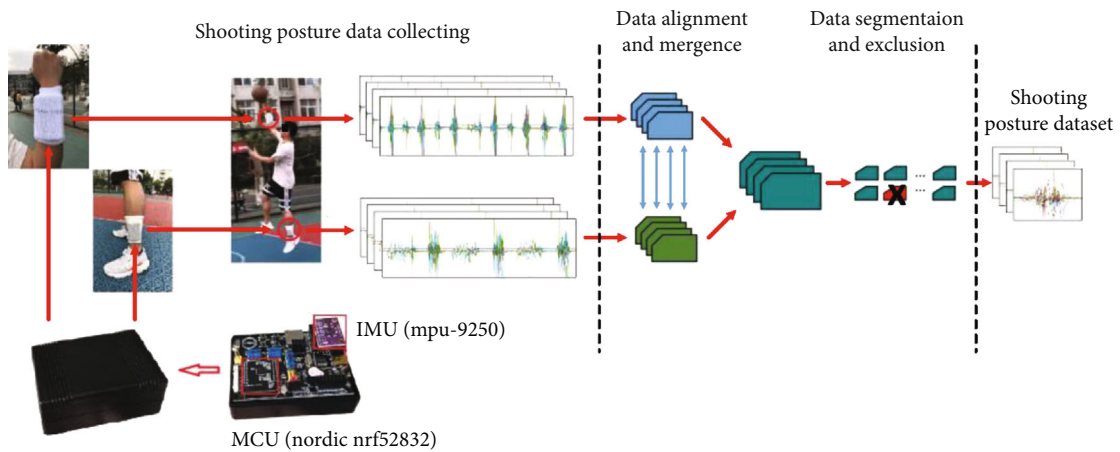 Shooting posture data collecting
Data alignment
and mergence
Data segmentaion
and exclusion
Shooting
posture dataset
... 
...
X
IMU (mpu-9250)
MCU (nordic nrf52832)